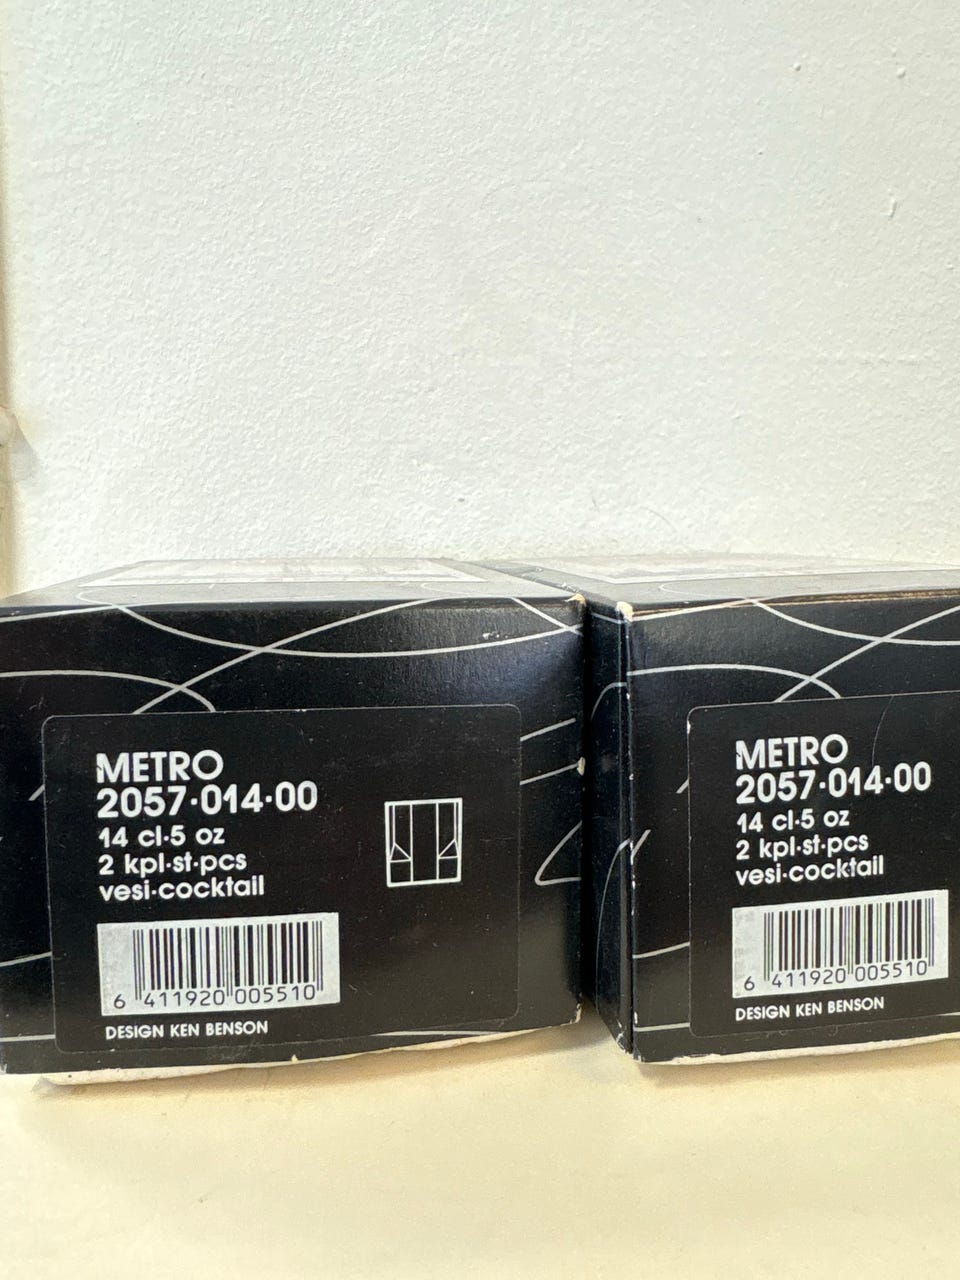 METRO
2057·014·00
14 cl·5 oz
2 kpl·st·pcs
vesi·cocktail
6 411920 005510
DESIGN KEN BENSON
METRO
2057·014·00
14 cl·5 oz
2 kpl·st·pcs
vesi·cocktail
6 411920 005510
DESIGN KEN BENSON